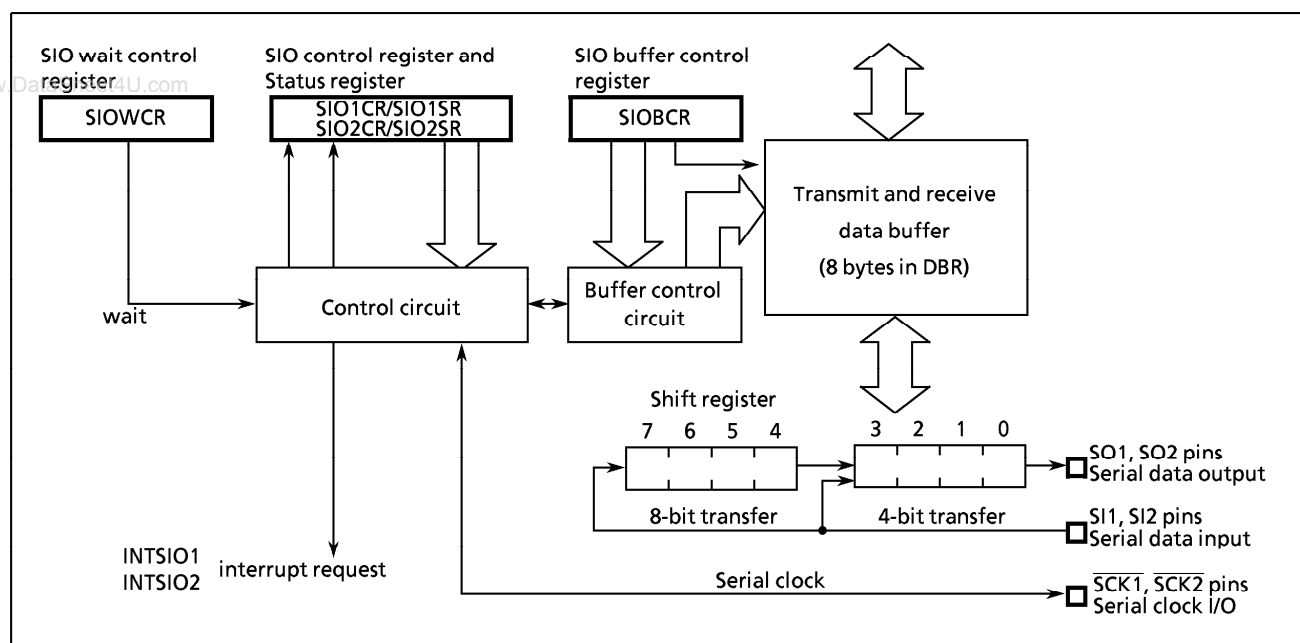 SIO wait control
register
SIOWCR
SIO control register and
Status register
SIO1CR/SIO1SR
SIO2CR/SIO2SR
SIO buffer control
register
SIOBCR
w.DataSheet4U.com
Transmit and receive
data buffer
(8 bytes in DBR)
wait
Control circuit
Buffer control
circuit
Shift register
7 6 5 4 3 2 1 0
SO1, SO2 pins
Serial data output
8-bit transfer
4-bit transfer
SI1, SI2 pins
Serial data input
INTSIO1
INTSIO2
interrupt request
Serial clock
SCK1, SCK2 pins
Serial clock I/O